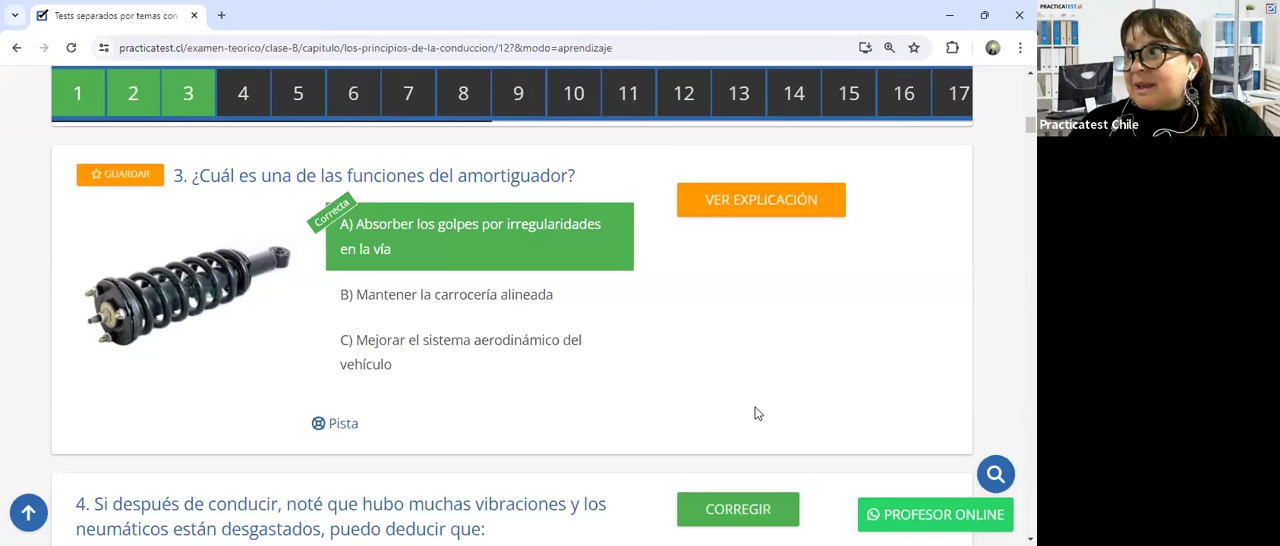 Tests separados por temas con
practicatest.cl/examen-teorico/clase-B/capitulo/los-principios-de-la-conduccion/12?&modo=aprendizaje
PRACTICATEST.cl
Practicatest Chile
1 2 3 4 5 6 7 8 9 10 11 12 13 14 15 16 17
GUARDAR
3. ¿Cuál es una de las funciones del amortiguador?
VER EXPLICACIÓN
Correcta
A) Absorber los golpes por irregularidades
en la vía
B) Mantener la carrocería alineada
C) Mejorar el sistema aerodinámico del
vehículo
Pista
4. Si después de conducir, noté que hubo muchas vibraciones y los
neumáticos están desgastados, puedo deducir que:
CORREGIR
PROFESOR ONLINE